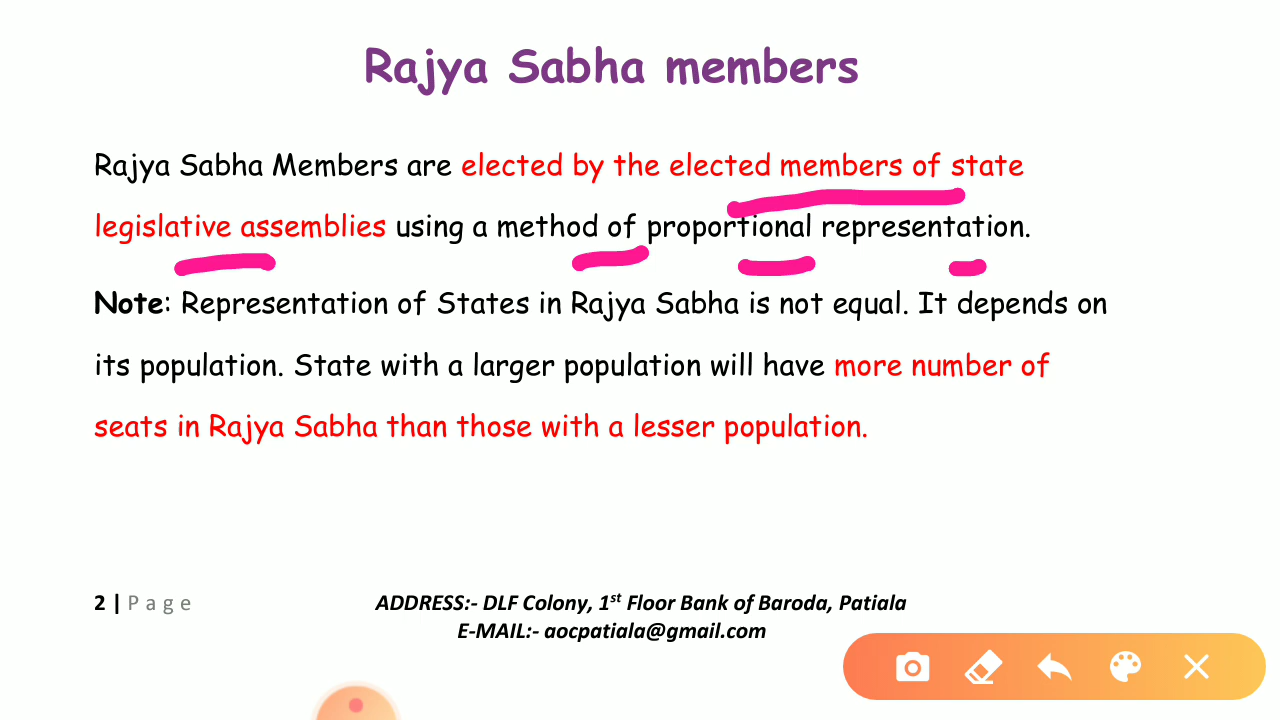 Rajya Sabha members
Rajya Sabha Members are elected by the elected members of state
legislative assemblies using a method of proportional representation.
Note: Representation of States in Rajya Sabha is not equal. It depends on
its population. State with a larger population will have more number of
seats in Rajya Sabha than those with a lesser population.
2 | Page
ADDRESS:- DLF Colony, 1st Floor Bank of Baroda, Patiala
E-MAIL:- aocpatiala@gmail.com